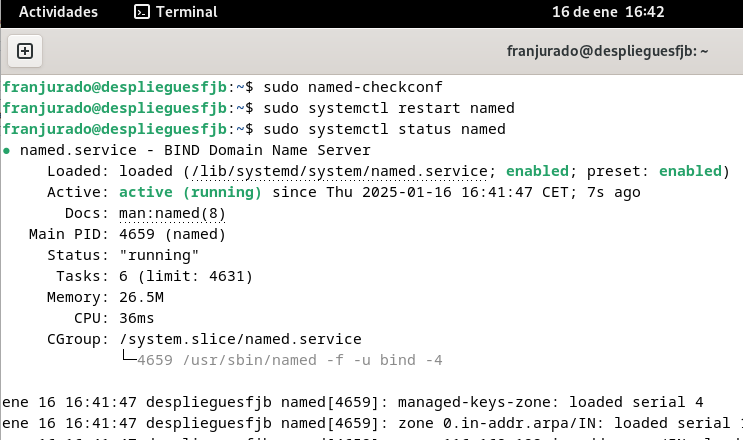 Actividades Terminal 16 de ene 16:42
franjurado@desplieguesfjb: ~
franjurado@desplieguesfjb:~$ sudo named-checkconf
franjurado@desplieguesfjb:~$ sudo systemctl restart named
franjurado@desplieguesfjb:~$ sudo systemctl status named
● named.service - BIND Domain Name Server
Loaded: loaded (/lib/systemd/system/named.service; enabled; preset: enabled)
Active: active (running) since Thu 2025-01-16 16:41:47 CET; 7s ago
Docs: man:named(8)
Main PID: 4659 (named)
Status: "running"
Tasks: 6 (limit: 4631)
Memory: 26.5M
CPU: 36ms
CGroup: /system.slice/named.service
└─4659 /usr/sbin/named -f -u bind -4
ene 16 16:41:47 desplieguesfjb named[4659]: managed-keys-zone: loaded serial 4
ene 16 16:41:47 desplieguesfjb named[4659]: zone 0.in-addr.arpa/IN: loaded serial